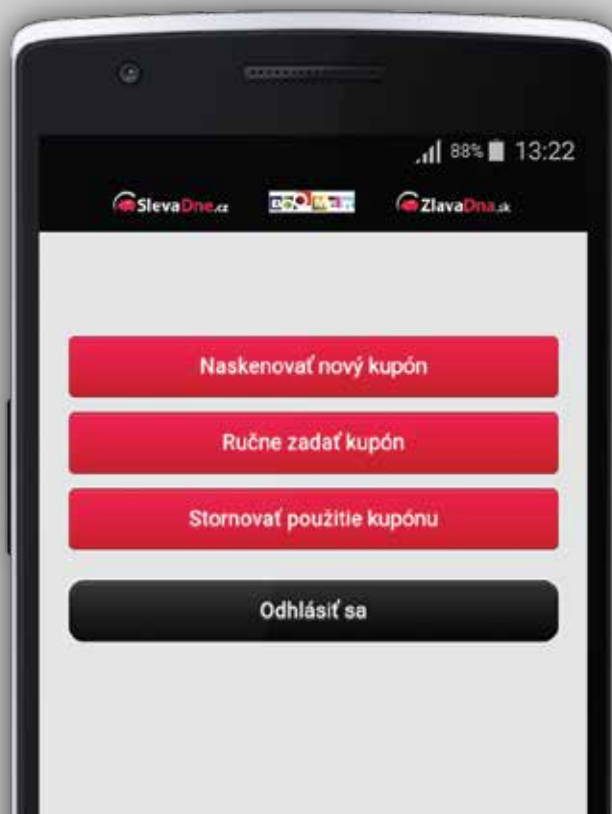 88% 13:22
SlevaDne.cz ZlavaDna.sk
Naskenovať nový kupón
Ručne zadať kupón
Stornovať použitie kupónu
Odhlásiť sa